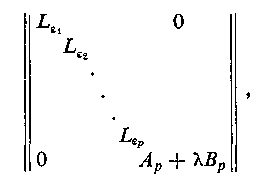 L_{ε_1} 0
L_{ε_2}
.
.
.
L_{ε_p}
0 A_p + λB_p ,